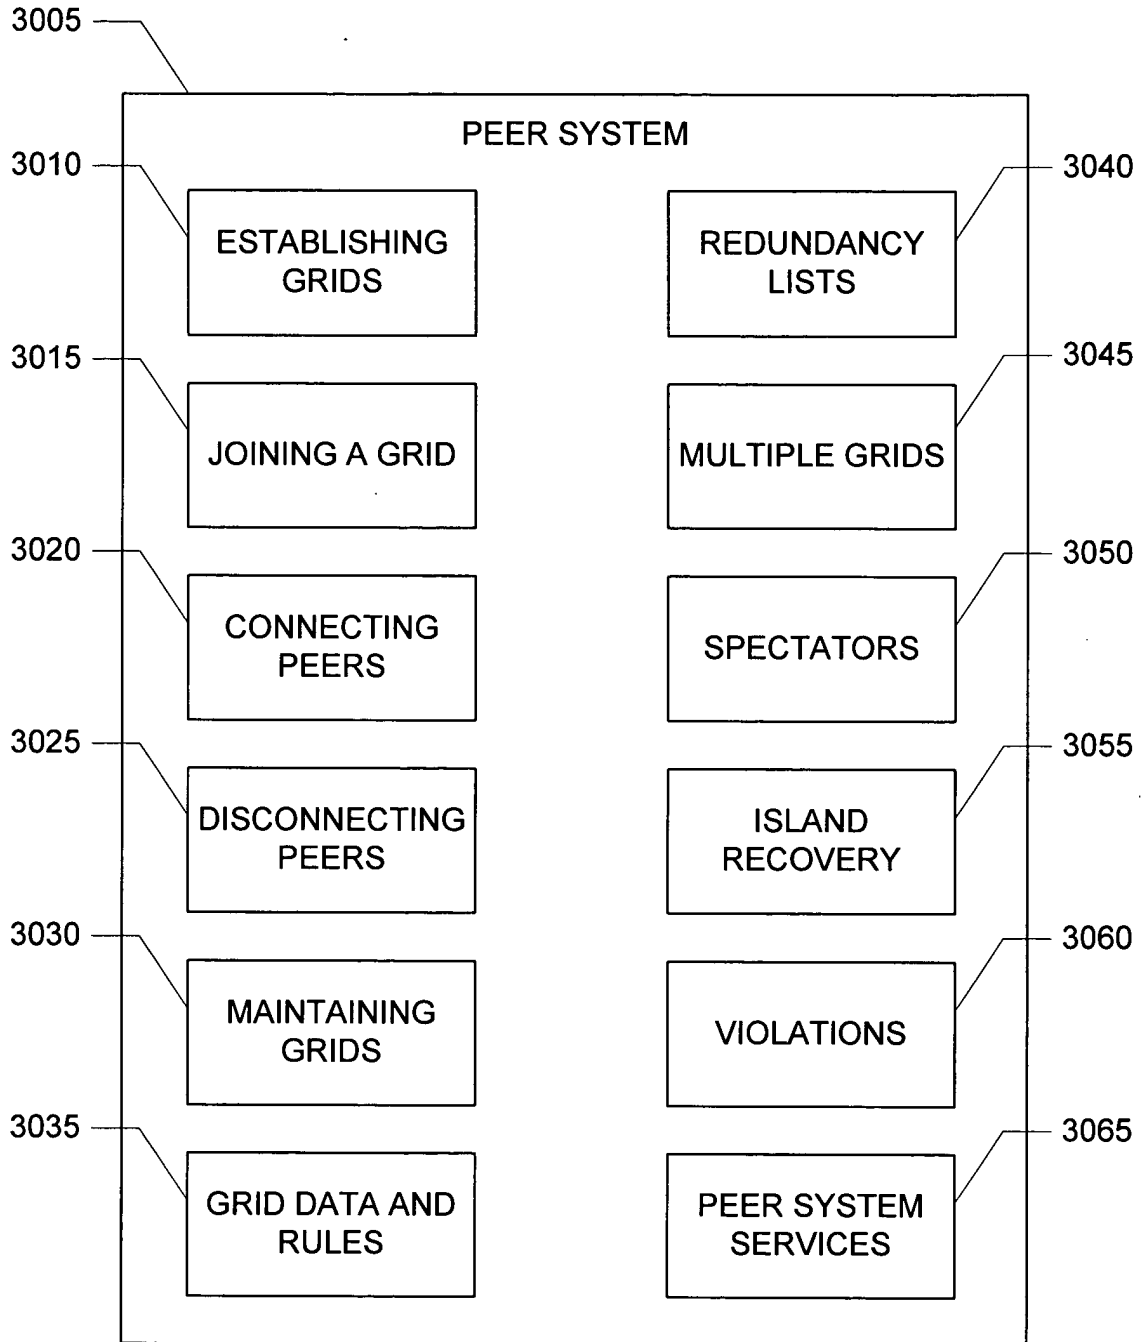 3005
PEER SYSTEM
3010
ESTABLISHING
GRIDS
3015
JOINING A GRID
3020
CONNECTING
PEERS
3025
DISCONNECTING
PEERS
3030
MAINTAINING
GRIDS
3035
GRID DATA AND
RULES
3040
REDUNDANCY
LISTS
3045
MULTIPLE GRIDS
3050
SPECTATORS
3055
ISLAND
RECOVERY
3060
VIOLATIONS
3065
PEER SYSTEM
SERVICES